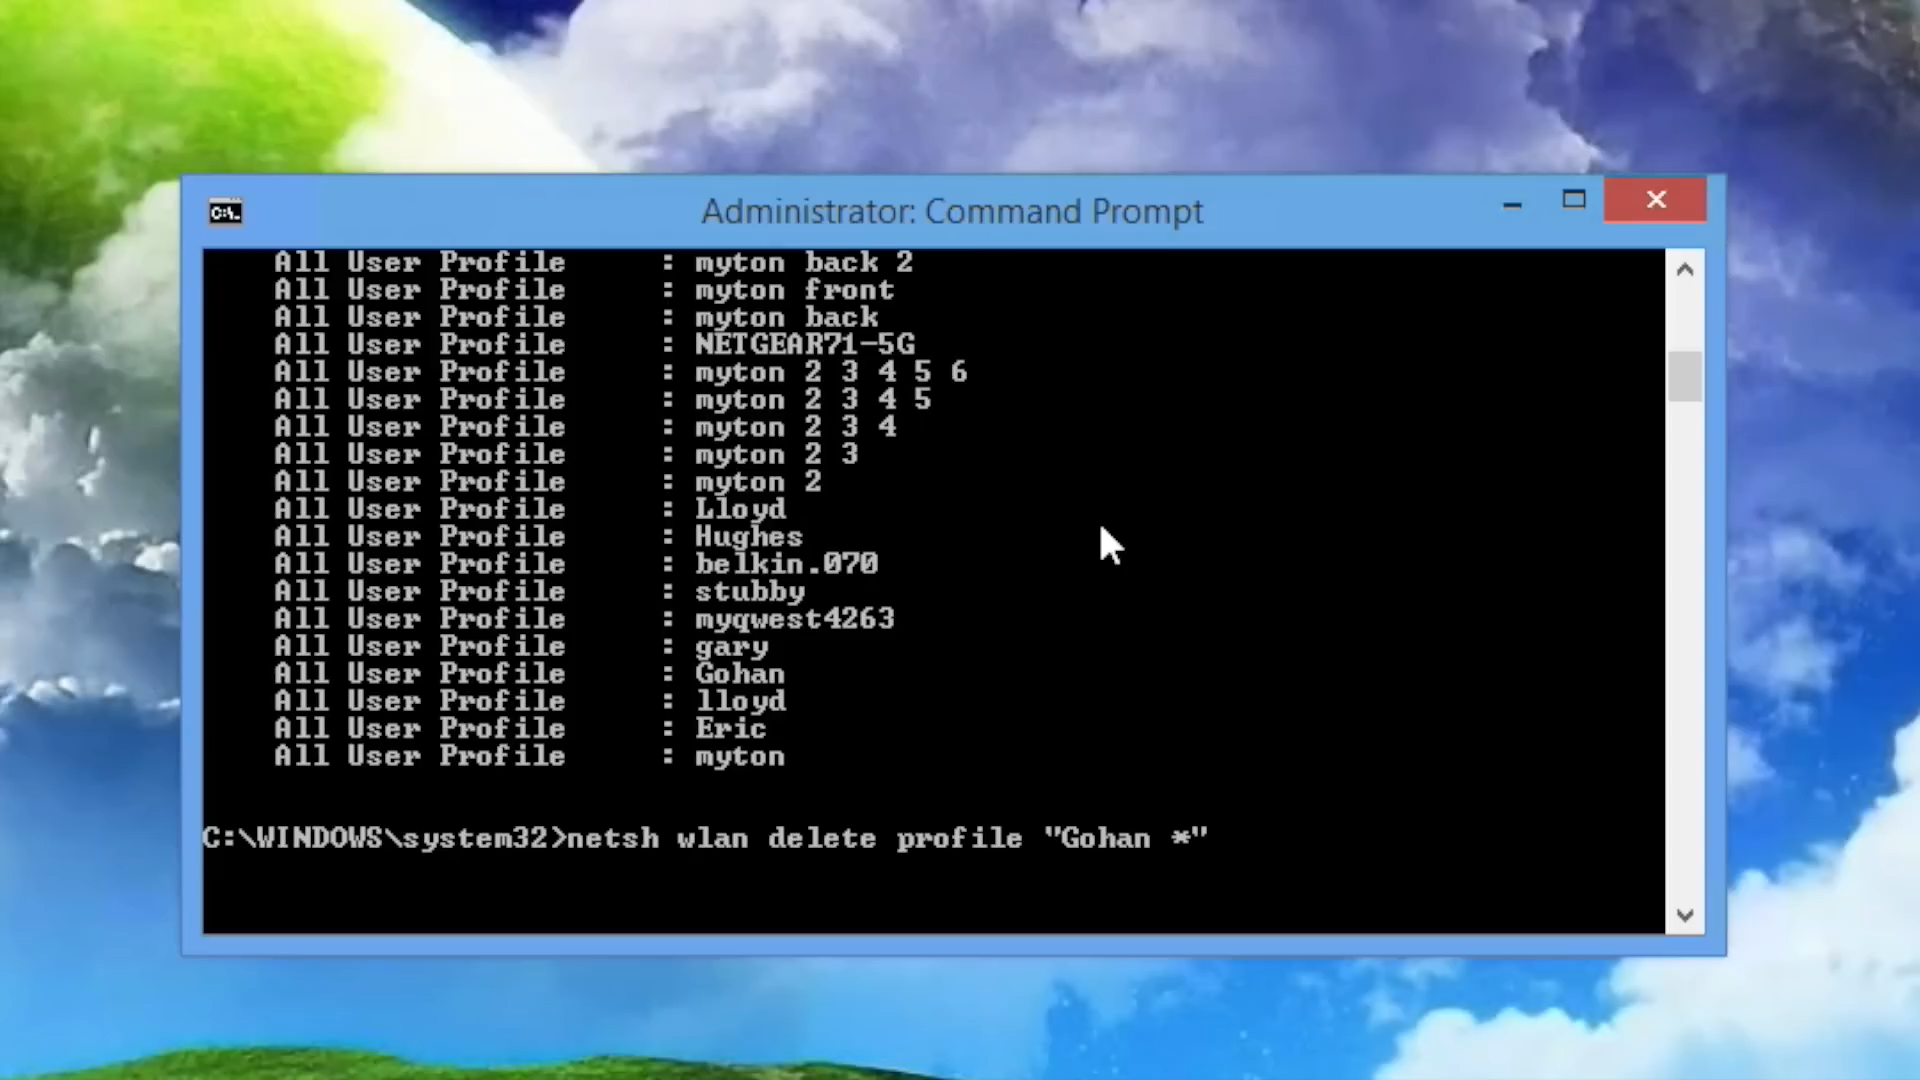 C:\.
Administrator: Command Prompt
All User Profile : myton back 2
All User Profile : myton front
All User Profile : myton back
All User Profile : NETGEAR71-5G
All User Profile : myton 2 3 4 5 6
All User Profile : myton 2 3 4 5
All User Profile : myton 2 3 4
All User Profile : myton 2 3
All User Profile : myton 2
All User Profile : Lloyd
All User Profile : Hughes
All User Profile : belkin.070
All User Profile : stubby
All User Profile : myqwest4263
All User Profile : gary
All User Profile : Gohan
All User Profile : lloyd
All User Profile : Eric
All User Profile : myton
C:\WINDOWS\system32>netsh wlan delete profile "Gohan *"